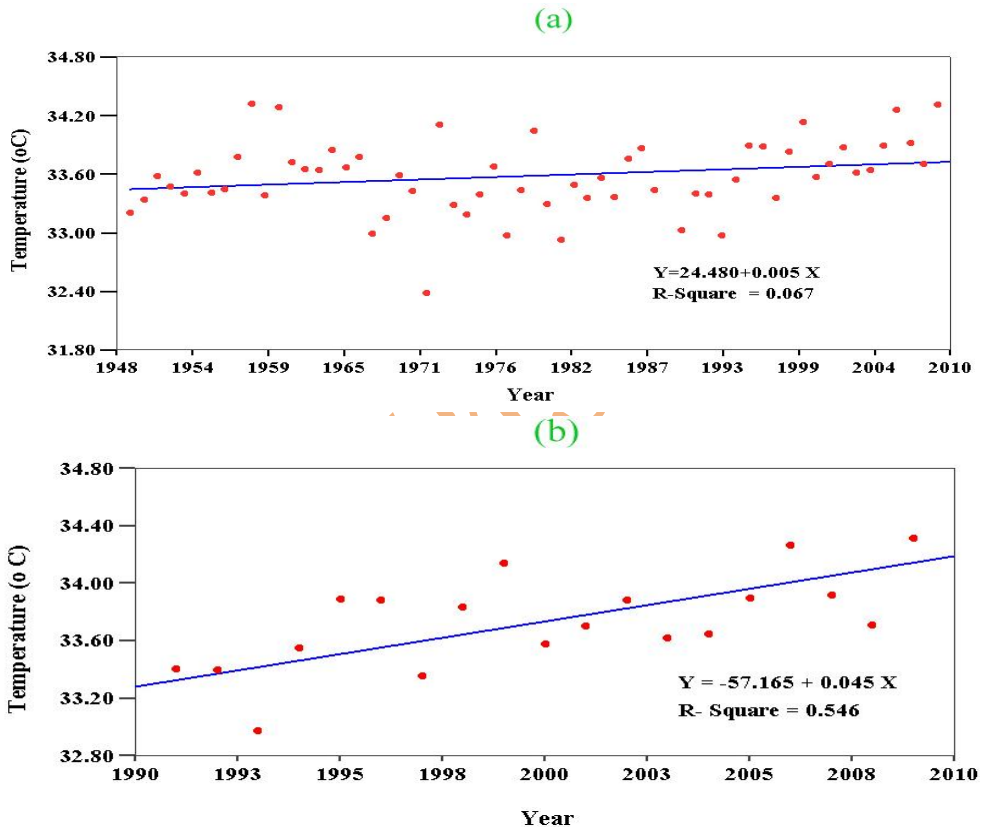 (a)
34.80
34.20
33.60
33.00
32.40
31.80
Temperature (oC)
Y=24.480+0.005 X
R-Square = 0.067
1948 1954 1959 1965 1971 1976 1982 1987 1993 1999 2004 2010
Year
(b)
34.80
34.40
34.00
33.60
33.20
32.80
Temperature (o C)
Y = -57.165 + 0.045 X
R- Square = 0.546
1990 1993 1995 1998 2000 2003 2005 2008 2010
Year